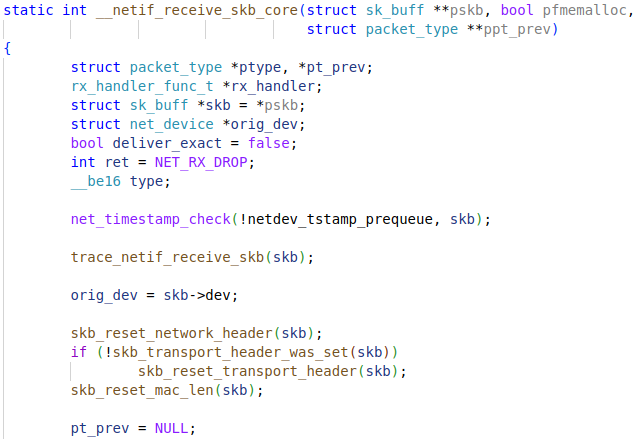 static int __netif_receive_skb_core(struct sk_buff **pskb, bool pfmemalloc,
                                    struct packet_type **ppt_prev)
{
        struct packet_type *ptype, *pt_prev;
        rx_handler_func_t *rx_handler;
        struct sk_buff *skb = *pskb;
        struct net_device *orig_dev;
        bool deliver_exact = false;
        int ret = NET_RX_DROP;
        __be16 type;

        net_timestamp_check(!netdev_tstamp_prequeue, skb);

        trace_netif_receive_skb(skb);

        orig_dev = skb->dev;

        skb_reset_network_header(skb);
        if (!skb_transport_header_was_set(skb))
                skb_reset_transport_header(skb);
        skb_reset_mac_len(skb);

        pt_prev = NULL;